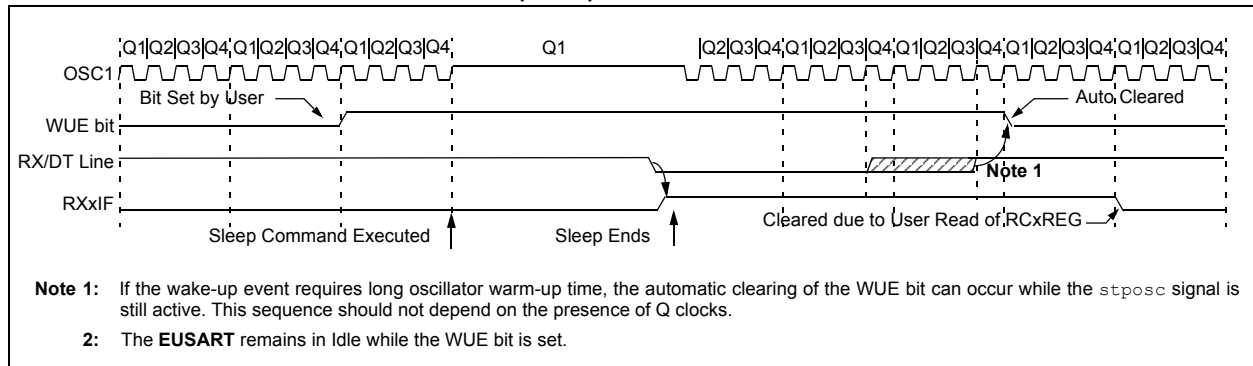 Q1|Q2|Q3|Q4|Q1|Q2|Q3|Q4|Q1|Q2|Q3|Q4 Q1 Q2|Q3|Q4|Q1|Q2|Q3|Q4|Q1|Q2|Q3|Q4|Q1|Q2|Q3|Q4|Q1|Q2|Q3|Q4
OSC1
Bit Set by User Auto Cleared
WUE bit
RX/DT Line
Note 1
RXxIF
Cleared due to User Read of RCxREG
Sleep Command Executed Sleep Ends
Note 1: If the wake-up event requires long oscillator warm-up time, the automatic clearing of the WUE bit can occur while the stposc signal is
still active. This sequence should not depend on the presence of Q clocks.
2: The EUSART remains in Idle while the WUE bit is set.